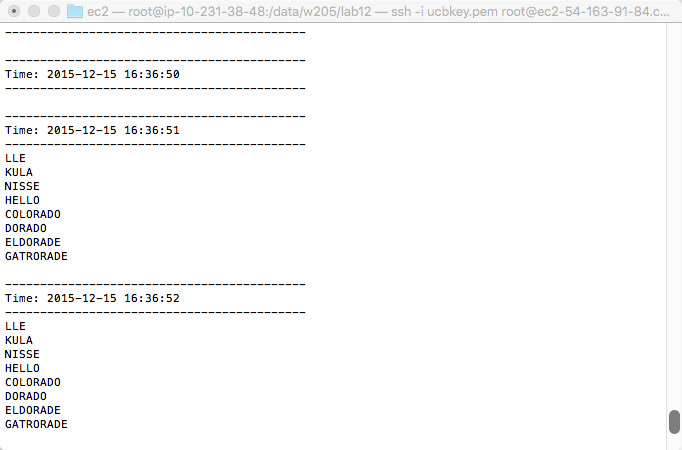 ec2 — root@ip-10-231-38-48:/data/w205/lab12 — ssh -i ucbkey.pem root@ec2-54-163-91-84.c...
-------------------------------------------
-------------------------------------------
Time: 2015-12-15 16:36:50
-------------------------------------------
-------------------------------------------
Time: 2015-12-15 16:36:51
-------------------------------------------
LLE
KULA
NISSE
HELLO
COLORADO
DORADO
ELDORADE
GATRORADE
-------------------------------------------
Time: 2015-12-15 16:36:52
-------------------------------------------
LLE
KULA
NISSE
HELLO
COLORADO
DORADO
ELDORADE
GATRORADE